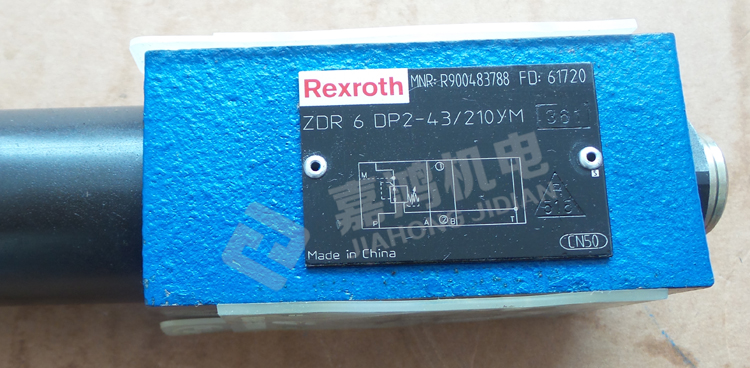 Rexroth MNR: R900483788 FD: 61720
ZDR 6 DP2-43/210YM 361
M
P A B T
Made in China
CN50
嘉鸿机电
JIAHONG JIDIAN